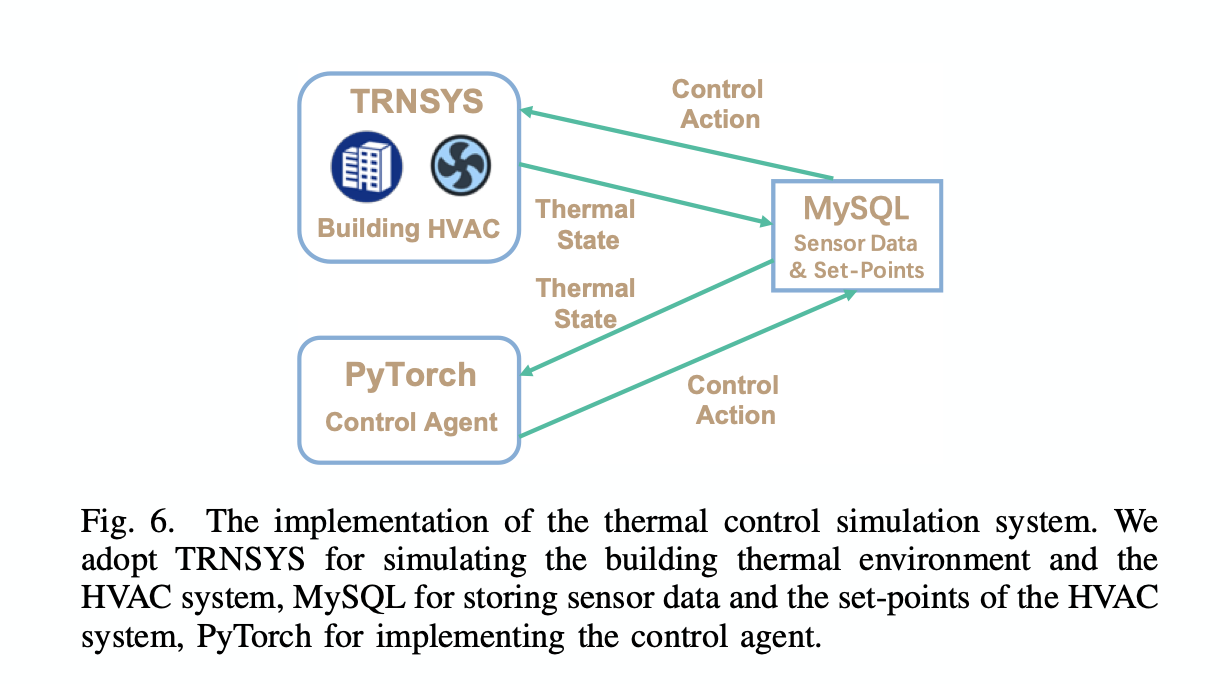 TRNSYS
Building HVAC
Control
Action
Thermal
State
MySQL
Sensor Data
& Set-Points
Thermal
State
PyTorch
Control Agent
Control
Action
Fig. 6. The implementation of the thermal control simulation system. We
adopt TRNSYS for simulating the building thermal environment and the
HVAC system, MySQL for storing sensor data and the set-points of the HVAC
system, PyTorch for implementing the control agent.